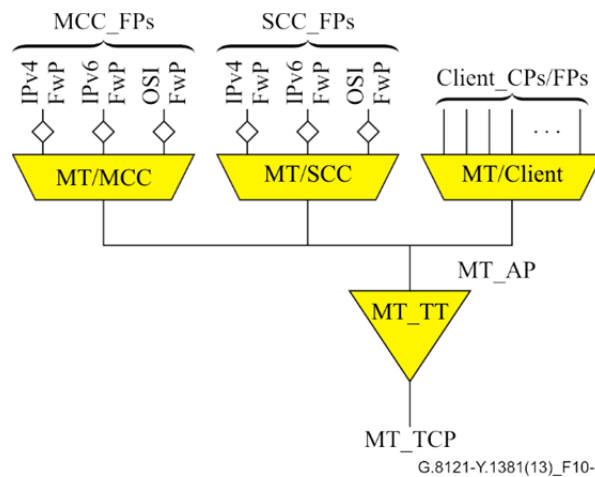 MCC_FPs
SCC_FPs
Client_CPs/FPs
IPv4
FwP
IPv6
FwP
OSI
FwP
IPv4
FwP
IPv6
FwP
OSI
FwP
...
MT/MCC
MT/SCC
MT/Client
MT_AP
MT_TT
MT_TCP
G.8121-Y.1381(13)_F10-